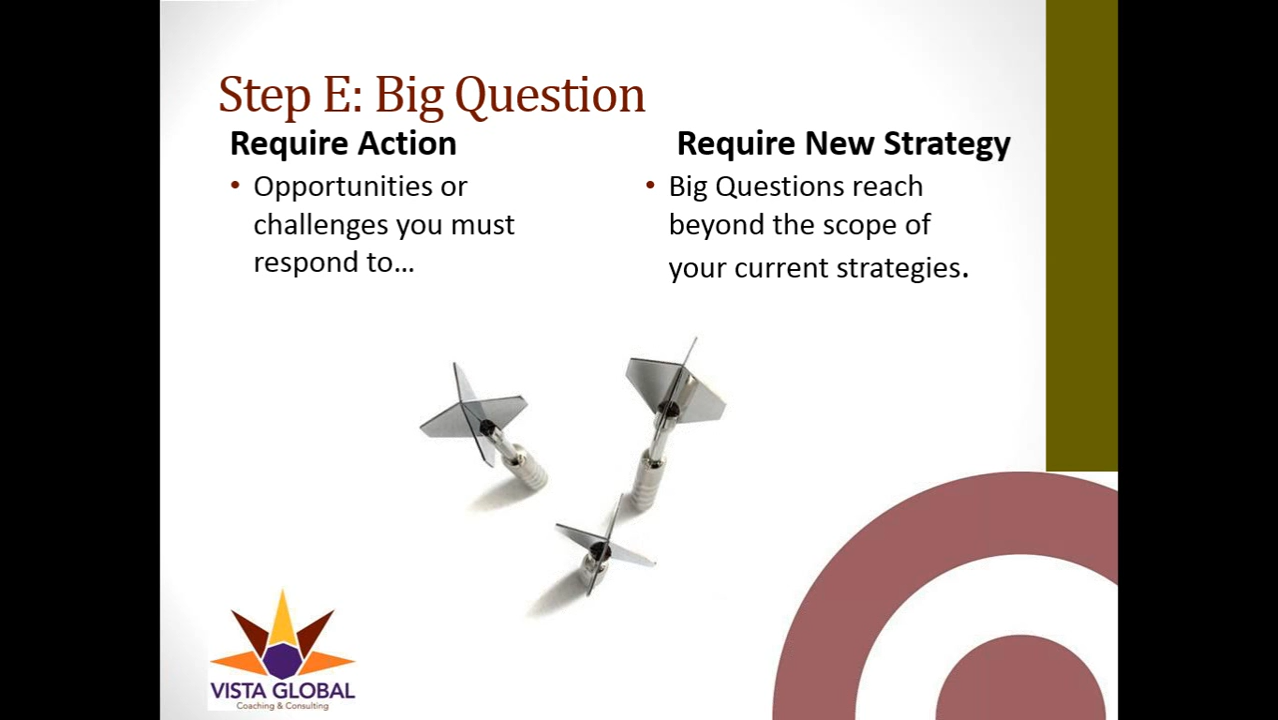 Step E: Big Question
Require Action
• Opportunities or
challenges you must
respond to...
Require New Strategy
• Big Questions reach
beyond the scope of
your current strategies.
VISTA GLOBAL
Coaching & Consulting